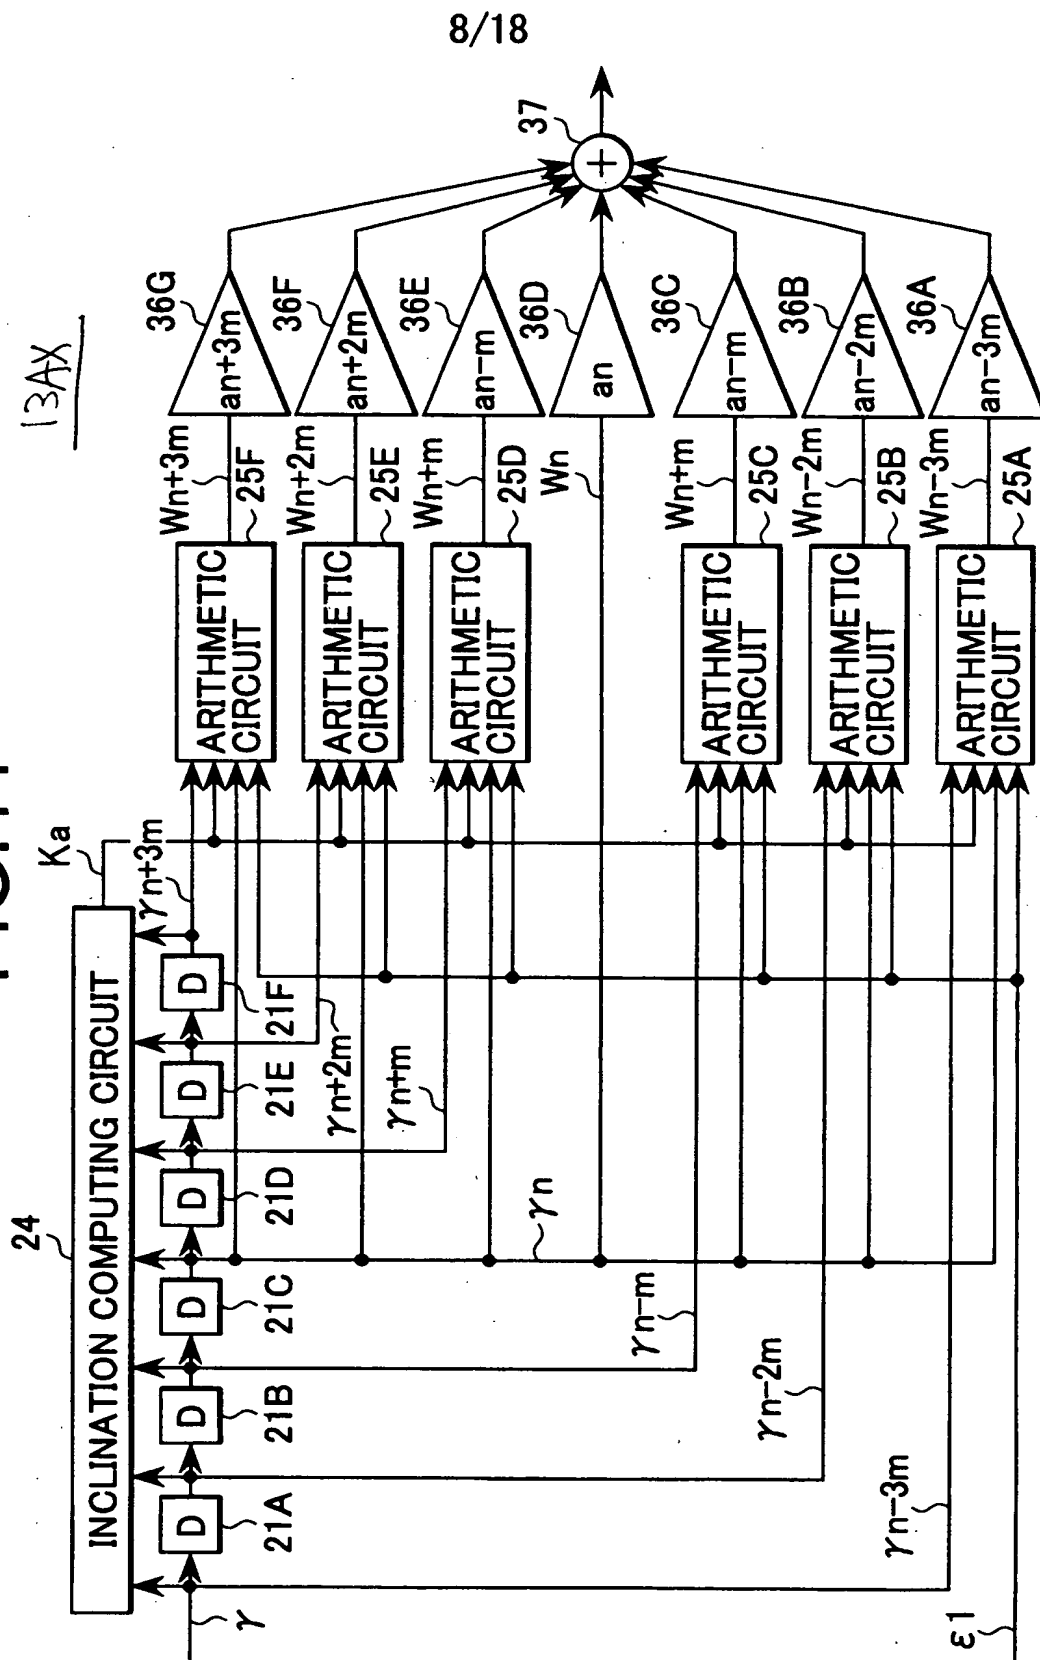 8/18
13AX
24
INCLINATION COMPUTING CIRCUIT
Ka
γ
D
21A
D
21B
D
21C
D
21D
D
21E
D
21F
γn+3m
γn+2m
γn+m
γn
γn−m
γn−2m
γn−3m
ε1
ARITHMETIC
CIRCUIT
25F
Wn+3m
an+3m
36G
ARITHMETIC
CIRCUIT
25E
Wn+2m
an+2m
36F
ARITHMETIC
CIRCUIT
25D
Wn+m
an−m
36E
Wn
an
36D
ARITHMETIC
CIRCUIT
25C
Wn+m
an−m
36C
ARITHMETIC
CIRCUIT
25B
Wn−2m
an−2m
36B
ARITHMETIC
CIRCUIT
25A
Wn−3m
an−3m
36A
+
37